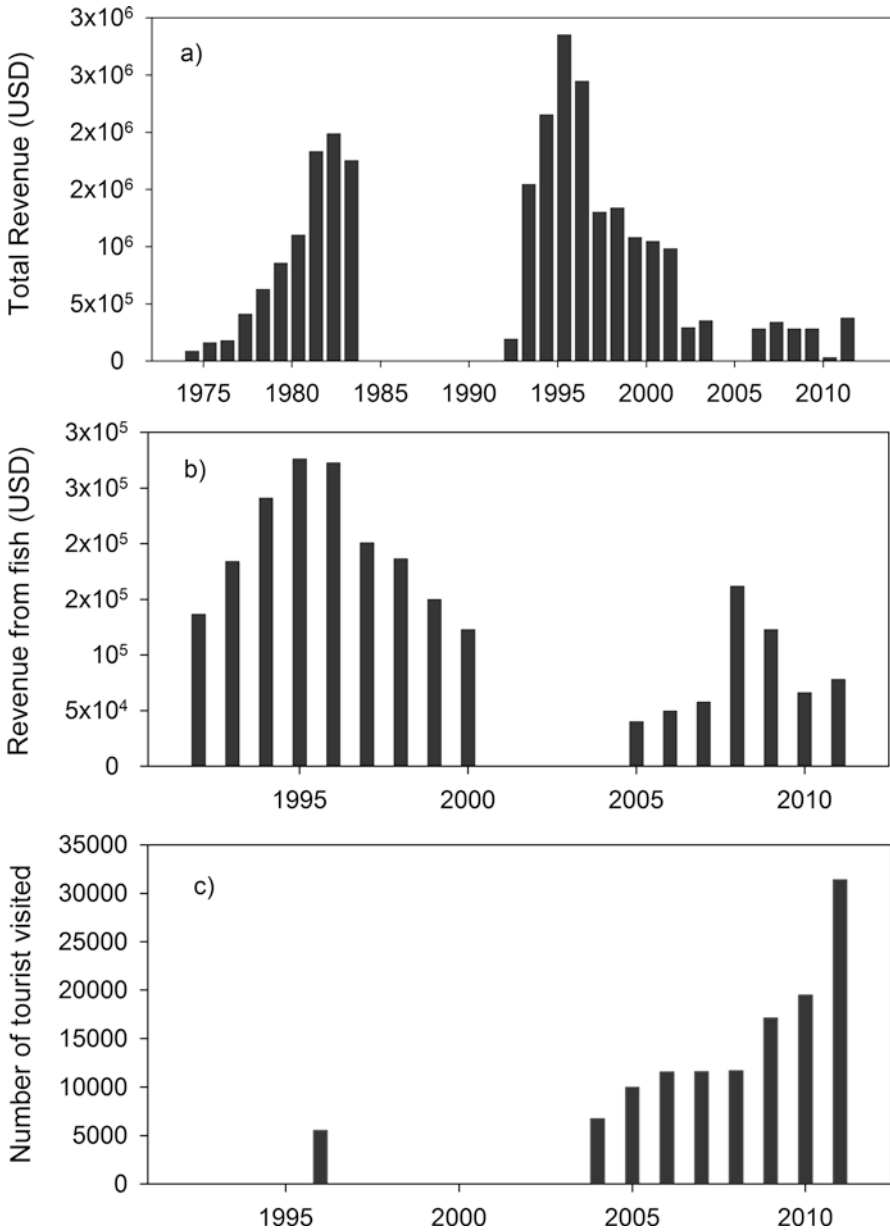 Total Revenue (USD)
a)
3x10⁶
3x10⁶
2x10⁶
2x10⁶
10⁶
5x10⁵
0
1975 1980 1985 1990 1995 2000 2005 2010
Revenue from fish (USD)
b)
3x10⁵
3x10⁵
2x10⁵
2x10⁵
10⁵
5x10⁴
0
1995 2000 2005 2010
Number of tourist visited
c)
35000
30000
25000
20000
15000
10000
5000
0
1995 2000 2005 2010